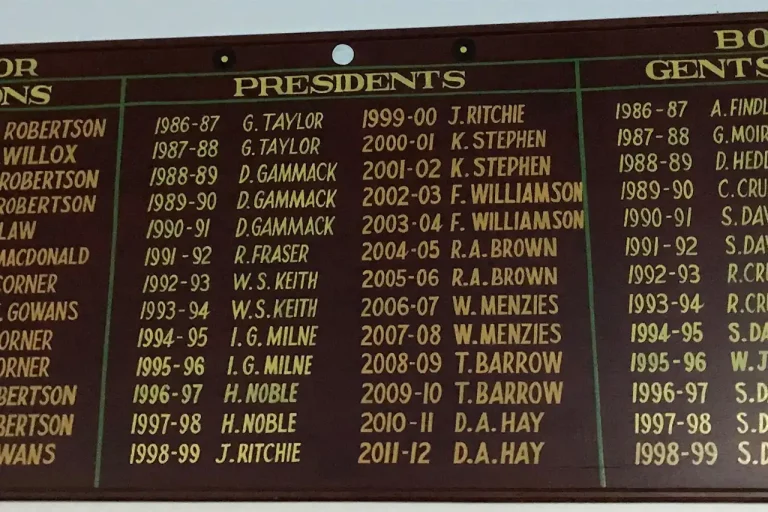 PRESIDENTS
GENTS
ROBERTSON
WILLOX
ROBERTSON
ROBERTSON
LAW
MACDONALD
CORNER
GOWANS
1986-87 G. TAYLOR
1987-88 G. TAYLOR
1988-89 D. GAMMACK
1989-90 D. GAMMACK
1990-91 D. GAMMACK
1991-92 R. FRASER
1992-93 W. S. KEITH
1993-94 W. S. KEITH
1994-95 I. G. MILNE
1995-96 I. G. MILNE
1996-97 H. NOBLE
1997-98 H. NOBLE
1998-99 J. RITCHIE
1999-00 J. RITCHIE
2000-01 K. STEPHEN
2001-02 K. STEPHEN
2002-03 F. WILLIAMSON
2003-04 F. WILLIAMSON
2004-05 R.A. BROWN
2005-06 R.A. BROWN
2006-07 W. MENZIES
2007-08 W. MENZIES
2008-09 T. BARROW
2009-10 T. BARROW
2010-11 D.A. HAY
2011-12 D.A. HAY
1986-87 A.
1987-88 G. MOIR
1988-89 D.
1989-90 C.
1990-91 S.
1991-92 S.
1992-93 R.
1993-94 R.
1994-95 S.
1995-96 W. J
1996-97 S.
1997-98 S.
1998-99 S.